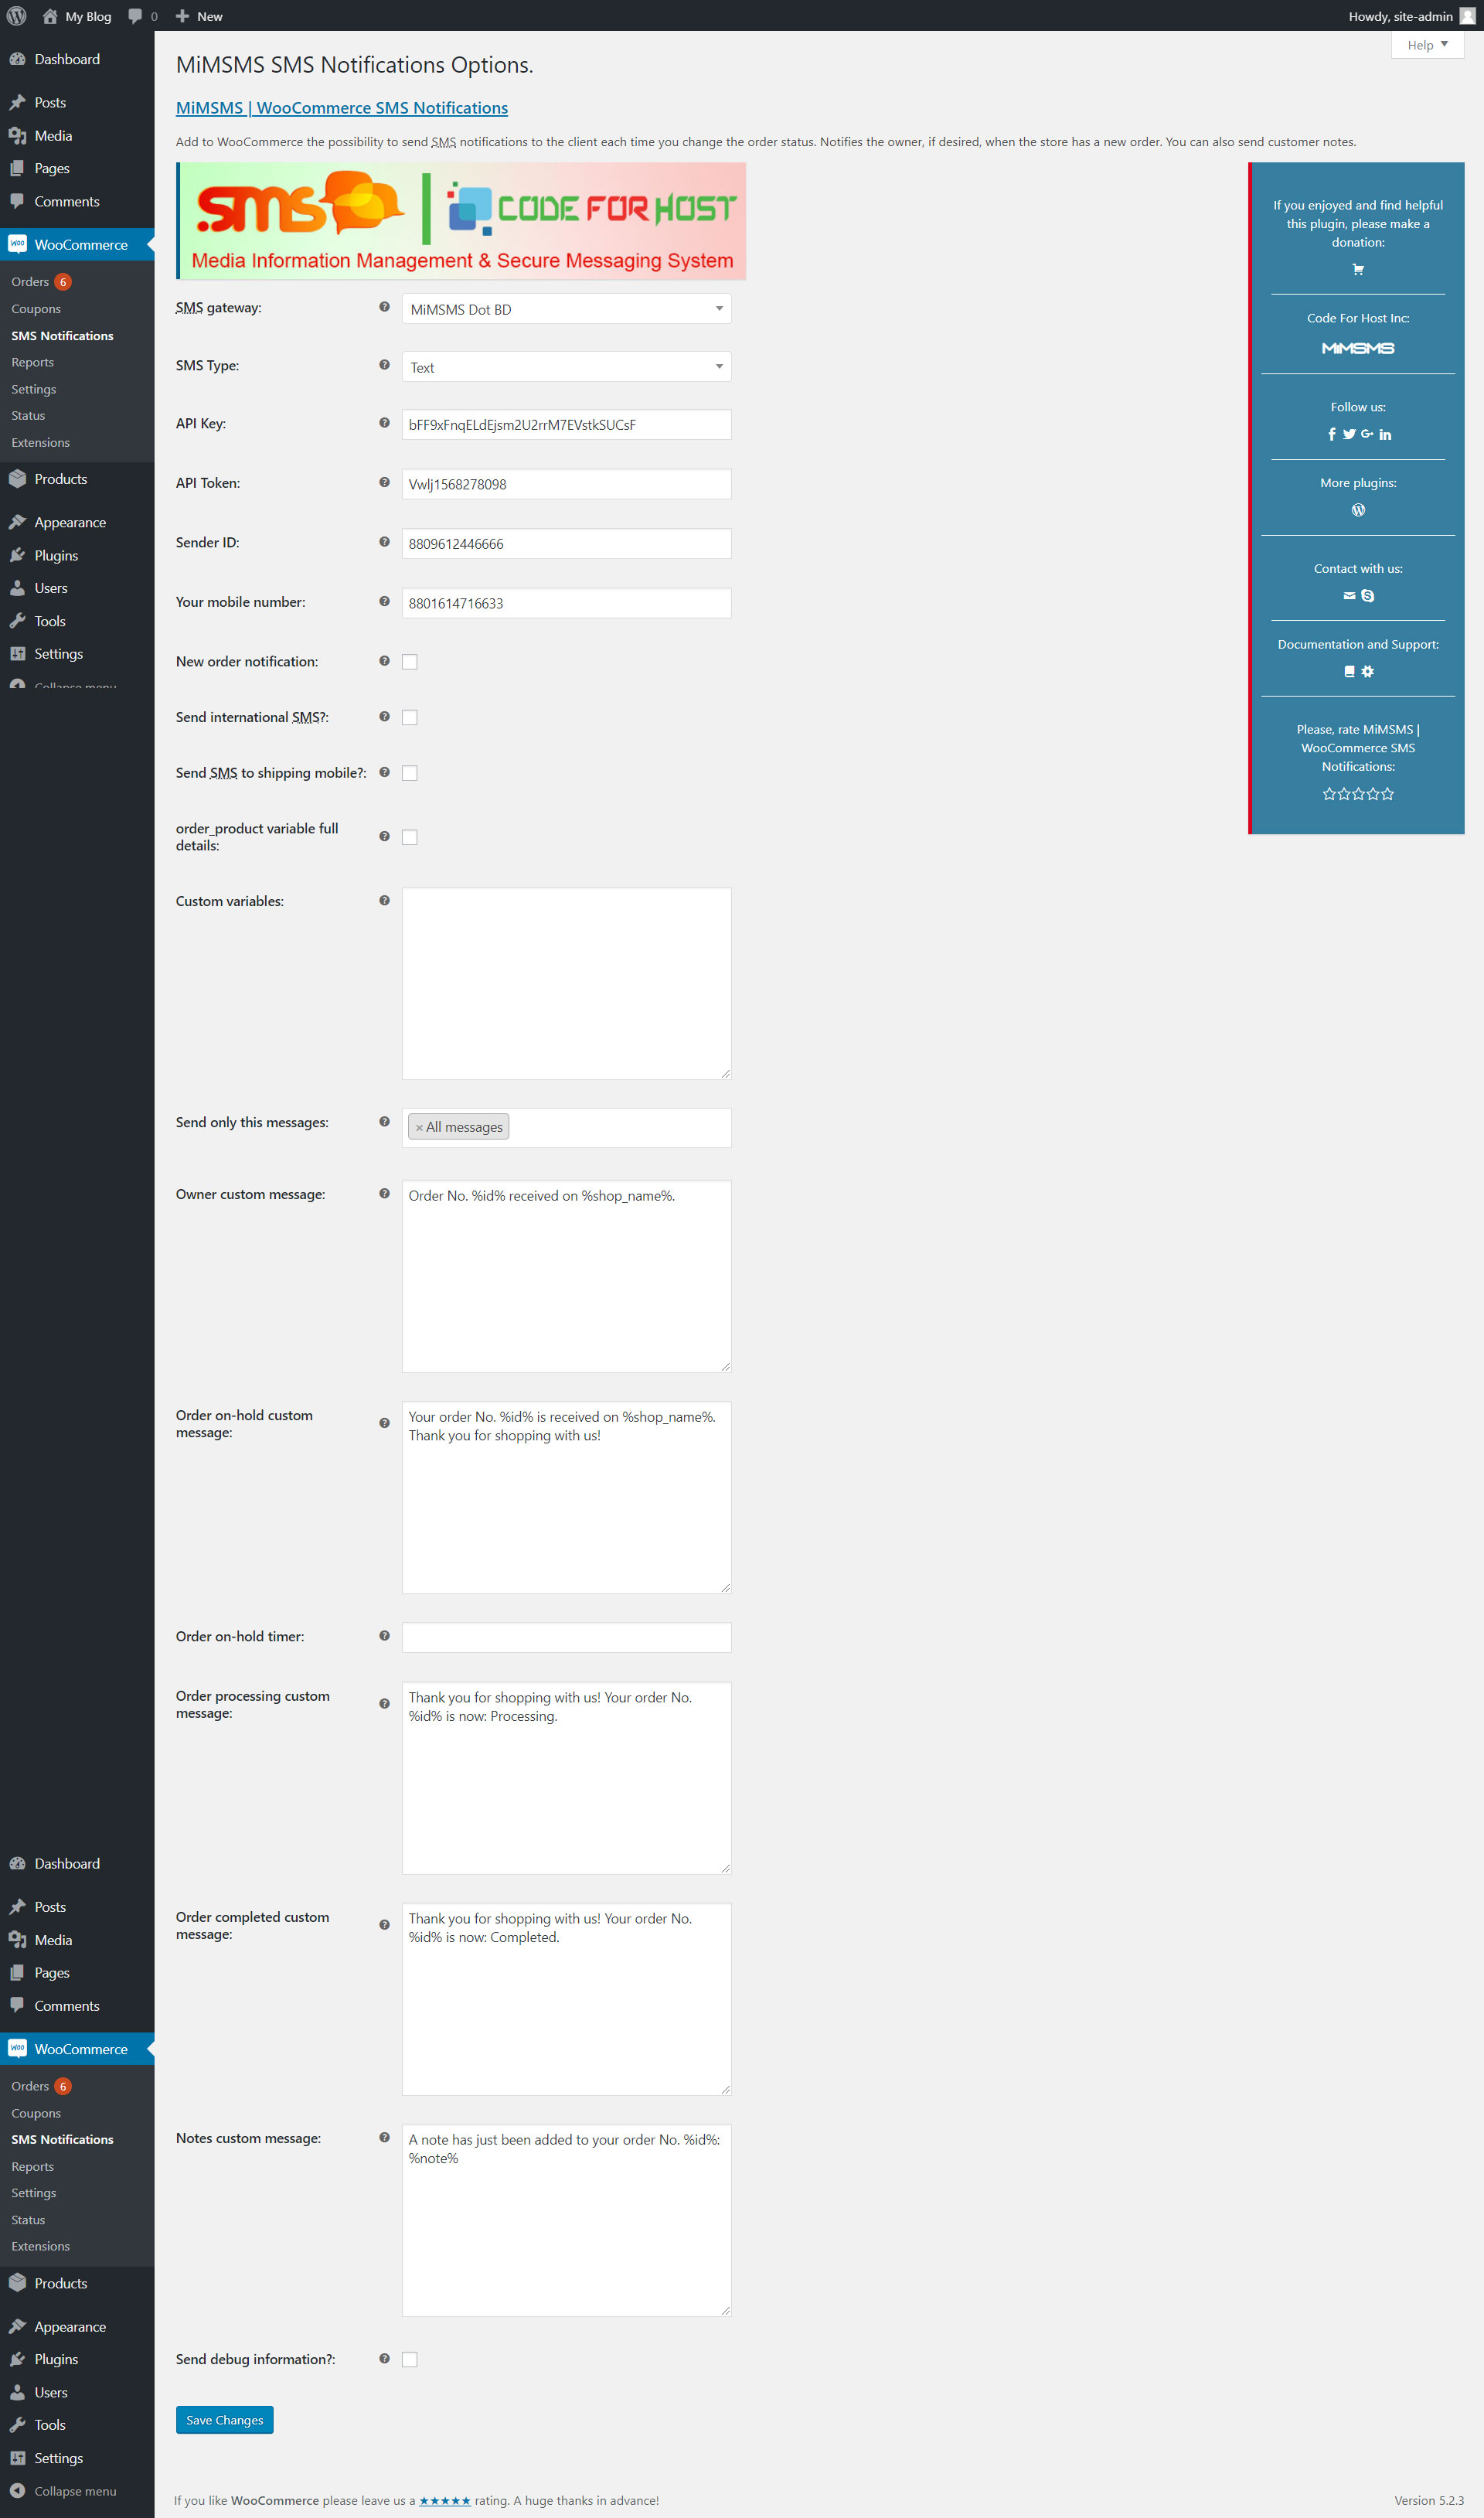 My Blog 0 New Howdy, site-admin
Help
Dashboard
Posts
Media
Pages
Comments
WooCommerce
Orders 6
Coupons
SMS Notifications
Reports
Settings
Status
Extensions
Products
Appearance
Plugins
Users
Tools
Settings
Collapse menu
MiMSMS SMS Notifications Options.
MiMSMS | WooCommerce SMS Notifications
Add to WooCommerce the possibility to send SMS notifications to the client each time you change the order status. Notifies the owner, if desired, when the store has a new order. You can also send customer notes.
.sms | CODE FOR HOST
Media Information Management & Secure Messaging System
SMS gateway: MiMSMS Dot BD
SMS Type: Text
API Key: bFF9xFnqELdEjsm2U2rrM7EVstkSUCsF
API Token: Vwlj1568278098
Sender ID: 8809612446666
Your mobile number: 8801614716633
New order notification:
Send international SMS?:
Send SMS to shipping mobile?:
order_product variable full
details:
Custom variables:
Send only this messages: × All messages
Owner custom message: Order No. %id% received on %shop_name%.
Order on-hold custom
message:
Your order No. %id% is received on %shop_name%.
Thank you for shopping with us!
Order on-hold timer:
Order processing custom
message:
Thank you for shopping with us! Your order No.
%id% is now: Processing.
Order completed custom
message:
Thank you for shopping with us! Your order No.
%id% is now: Completed.
Notes custom message:
A note has just been added to your order No. %id%:
%note%
Send debug information?:
Save Changes
If you enjoyed and find helpful
this plugin, please make a
donation:
Code For Host Inc:
MiMSMS
Follow us:
More plugins:
Contact with us:
Documentation and Support:
Please, rate MiMSMS |
WooCommerce SMS
Notifications:
Dashboard
Posts
Media
Pages
Comments
WooCommerce
Orders 6
Coupons
SMS Notifications
Reports
Settings
Status
Extensions
Products
Appearance
Plugins
Users
Tools
Settings
Collapse menu
If you like WooCommerce please leave us a ★★★★★ rating. A huge thanks in advance! Version 5.2.3